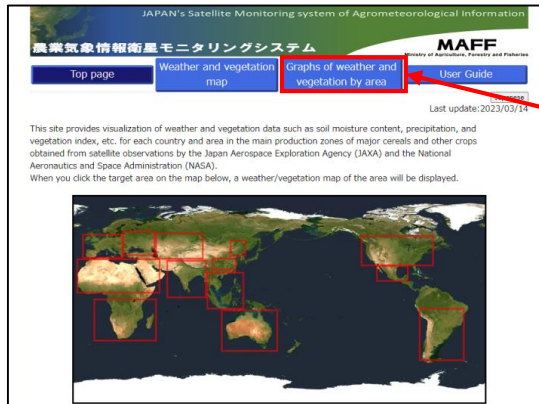 JAPAN's Satellite Monitoring system of Agrometeorological Information
農業気象情報衛星モニタリングシステム
MAFF
Ministry of Agriculture, Forestry and Fisheries
Top page
Weather and vegetation
map
Graphs of weather and
vegetation by area
User Guide
Last update:2023/03/14
This site provides visualization of weather and vegetation data such as soil moisture content, precipitation, and
vegetation index, etc. for each country and area in the main production zones of major cereals and other crops
obtained from satellite observations by the Japan Aerospace Exploration Agency (JAXA) and the National
Aeronautics and Space Administration (NASA).
When you click the target area on the map below, a weather/vegetation map of the area will be displayed.